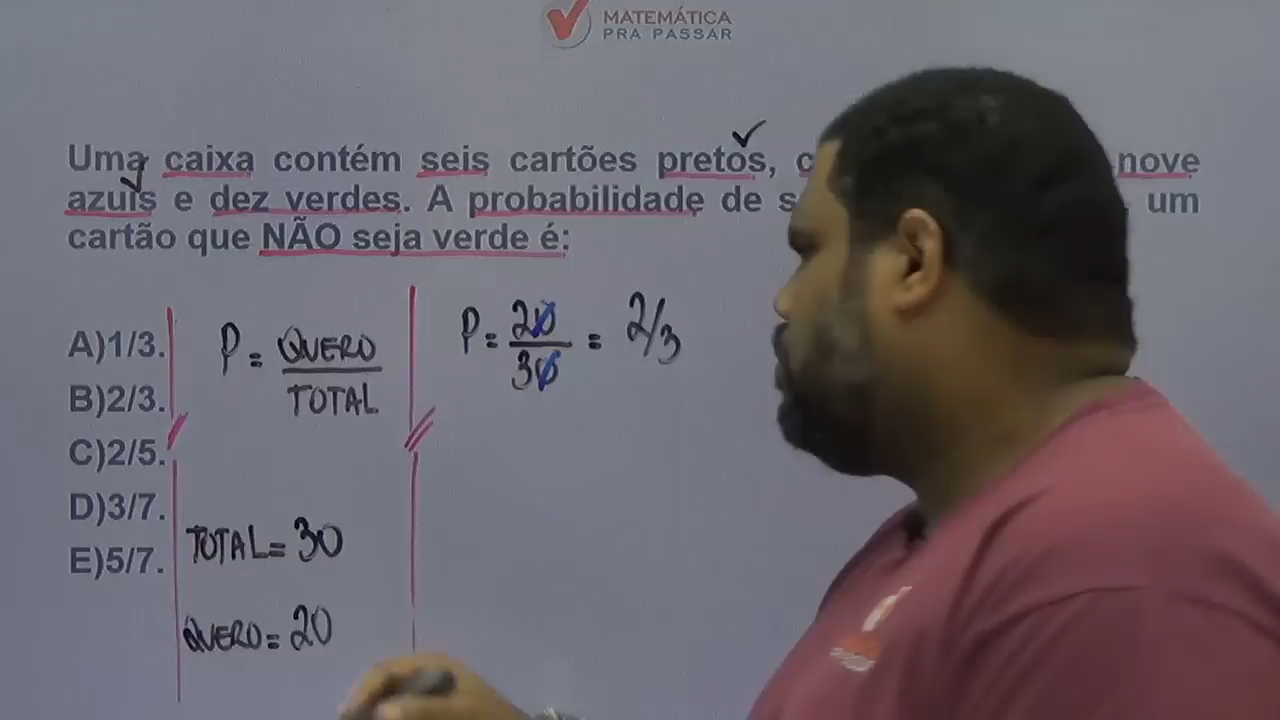 MATEMÁTICA
PRA PASSAR
Uma caixa contém seis cartões pretos, nove
azuis e dez verdes. A probabilidade de um
cartão que NÃO seja verde é:
A)1/3.
B)2/3.
C)2/5.
D)3/7.
E)5/7.
P = QUERO
TOTAL
TOTAL = 30
QUERO = 20
P = 20 = 2/3
30